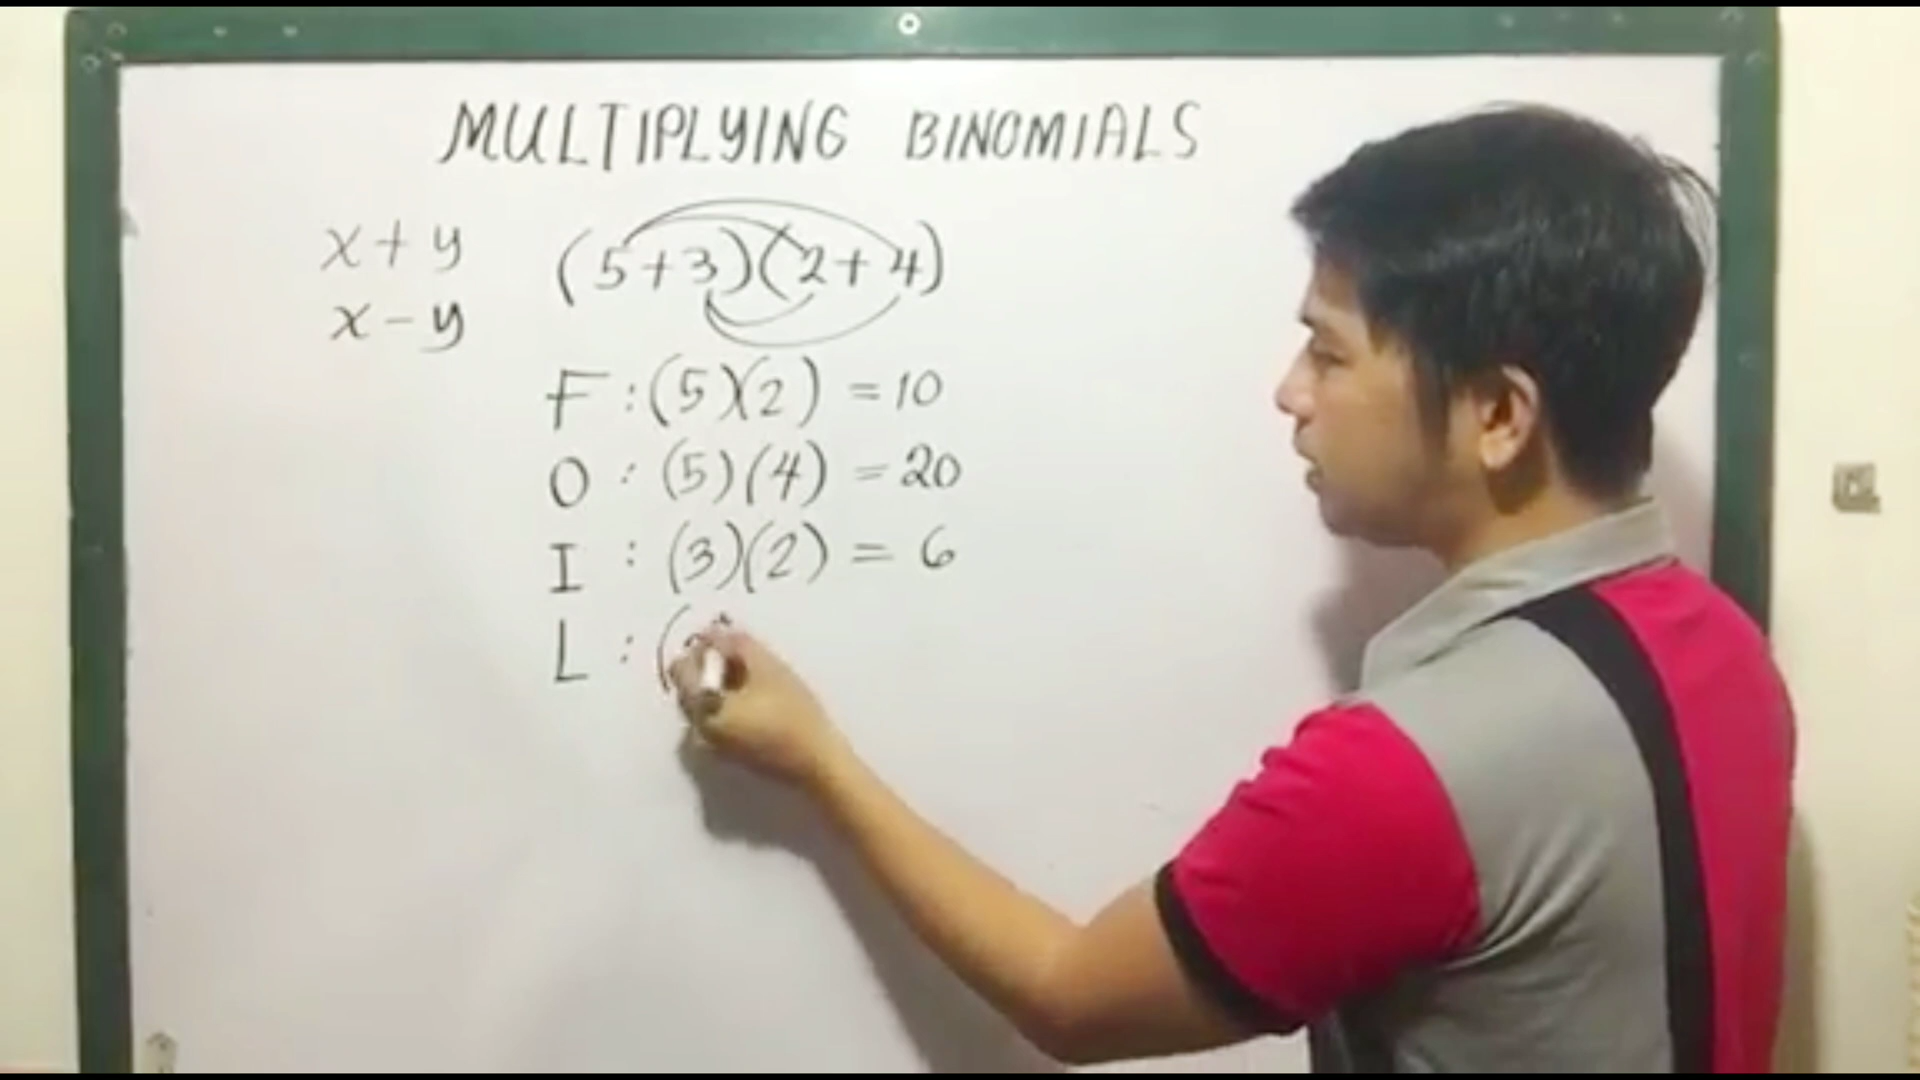 MULTIPLYING BINOMIALS
x + y
(5+3)(2+4)
x - y
F : (5)(2) = 10
O : (5)(4) = 20
I : (3)(2) = 6
L : (